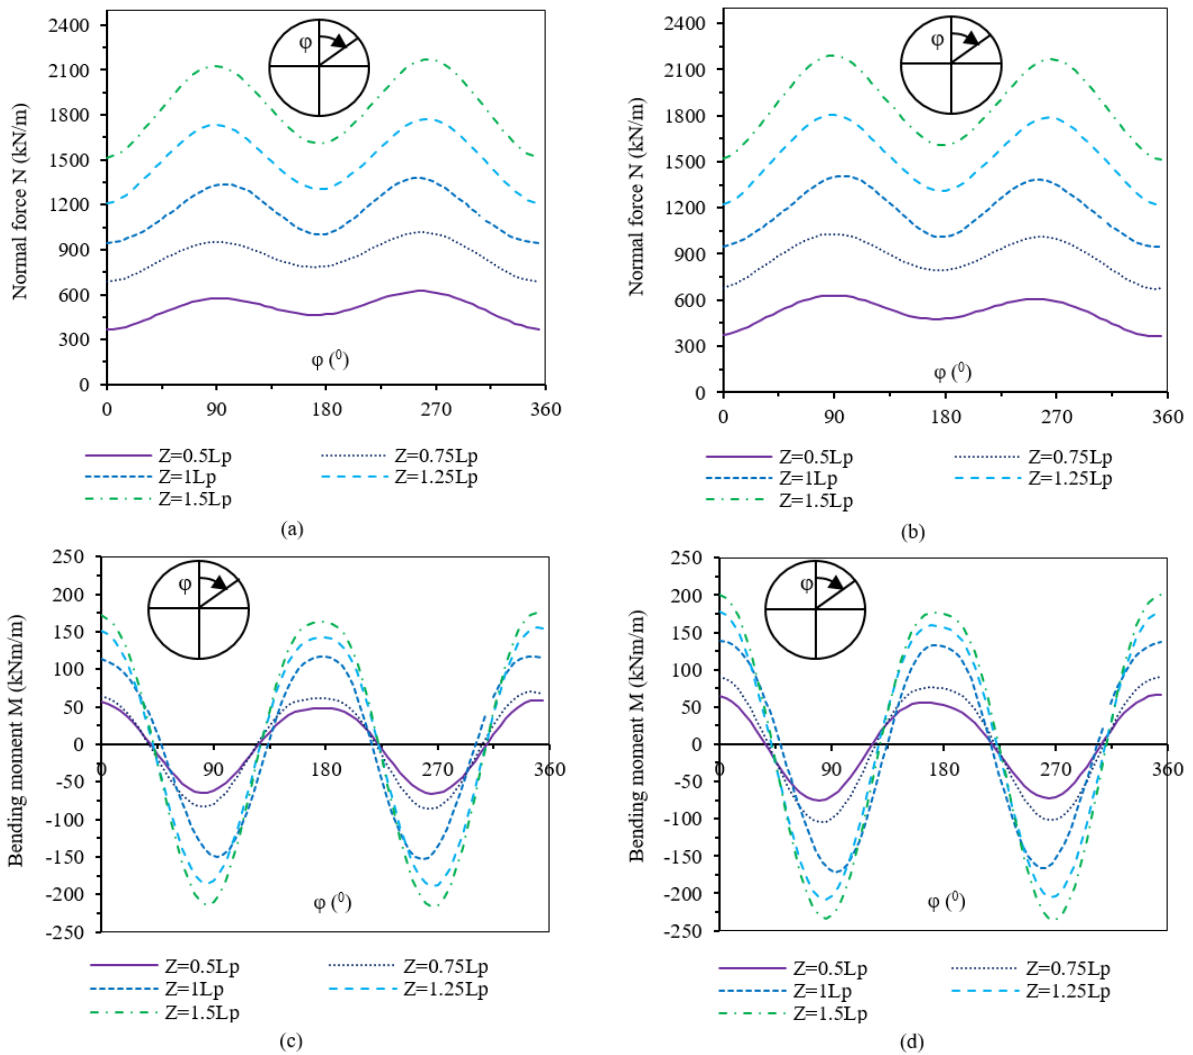 2400
2100
1800
1500
1200
900
600
300
0
Normal force N (kN/m)
φ
φ (⁰)
0 90 180 270 360
Z=0.5Lp Z=0.75Lp
Z=1Lp Z=1.25Lp
Z=1.5Lp
(a)
2400
2100
1800
1500
1200
900
600
300
0
Normal force N (kN/m)
φ
φ (⁰)
0 90 180 270 360
Z=0.5Lp Z=0.75Lp
Z=1Lp Z=1.25Lp
Z=1.5Lp
(b)
250
200
150
100
50
0
-50
-100
-150
-200
-250
Bending moment M (kNm/m)
φ
0 90 180 270 360
φ (⁰)
Z=0.5Lp Z=0.75Lp
Z=1Lp Z=1.25Lp
Z=1.5Lp
(c)
250
200
150
100
50
0
-50
-100
-150
-200
-250
Bending moment M (kNm/m)
φ
0 90 180 270 360
φ (⁰)
Z=0.5Lp Z=0.75Lp
Z=1Lp Z=1.25Lp
Z=1.5Lp
(d)